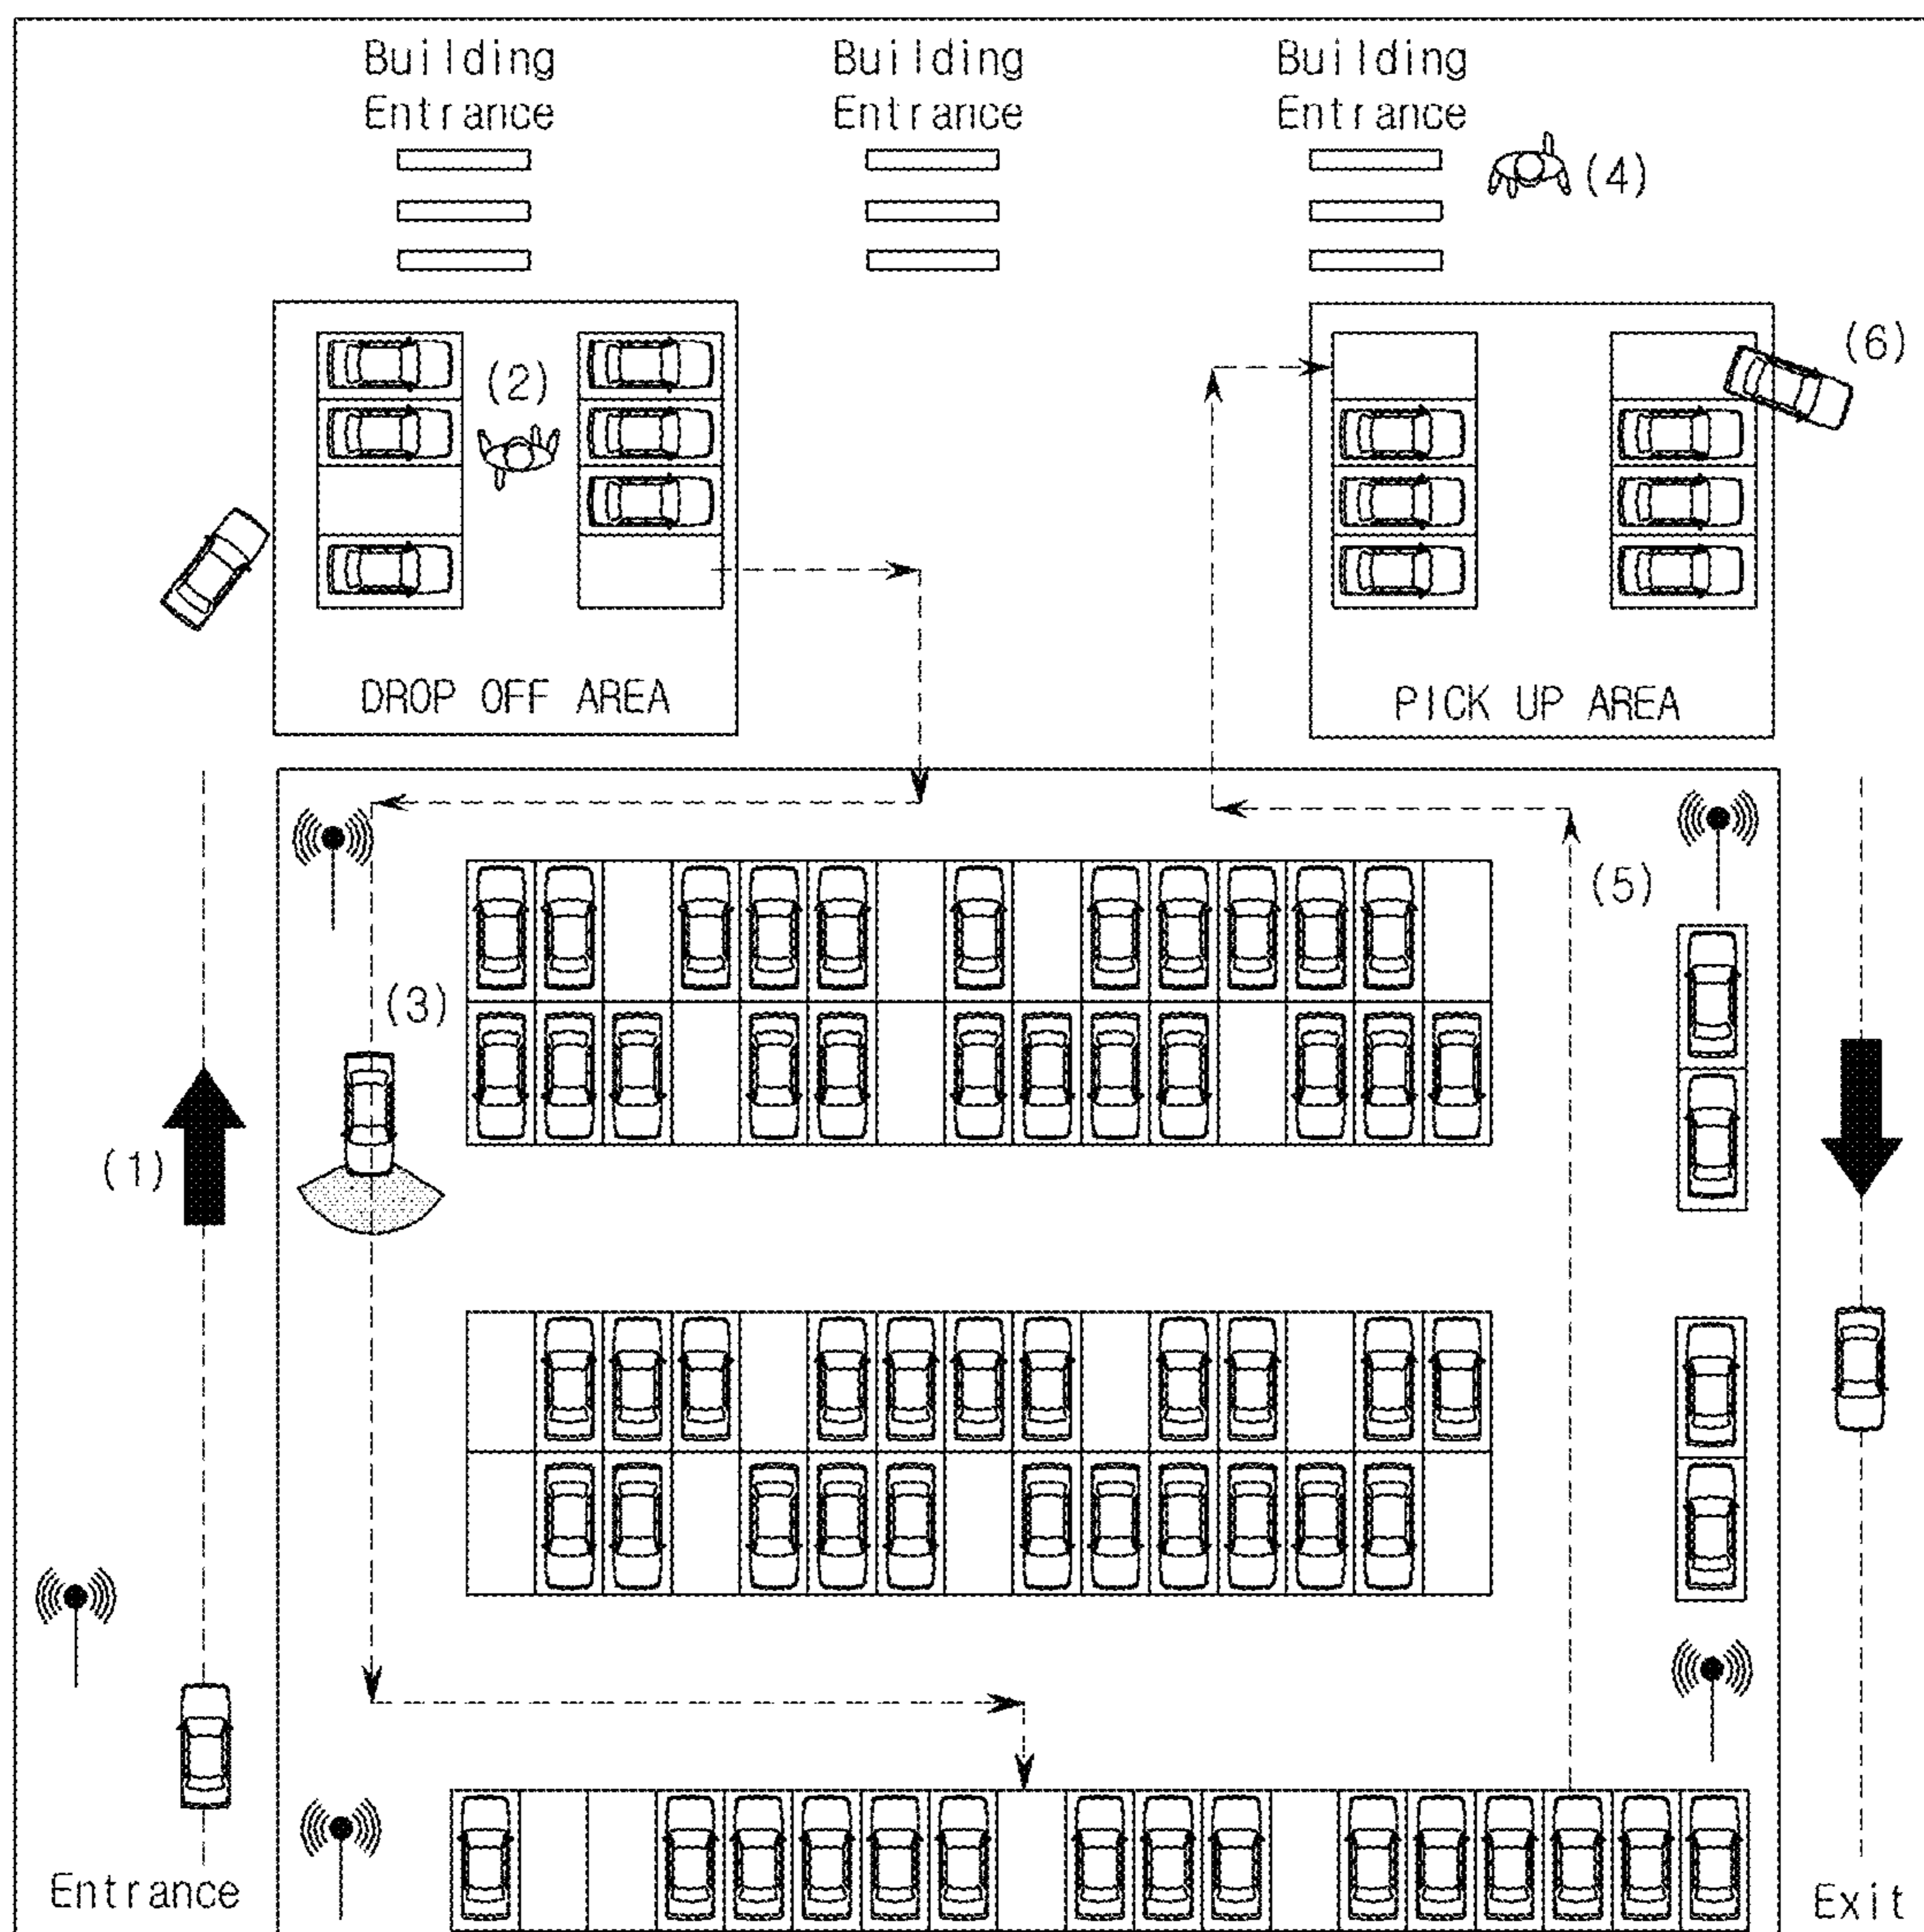 Building
Entrance
Building
Entrance
Building
Entrance
(4)
(2)
(6)
DROP OFF AREA
PICK UP AREA
(5)
(3)
(1)
Entrance
Exit